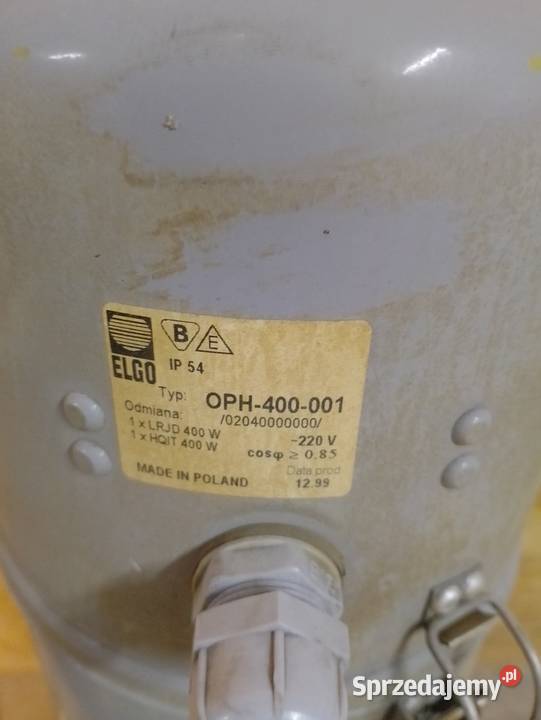 B E
ELGO IP 54
Typ: OPH-400-001
Odmiana: /02040000000/
1 x LRJD 400 W ~220 V
1 x HQIT 400 W cosφ ≥ 0.85
MADE IN POLAND Data prod
12.99
Sprzedajemy.pl